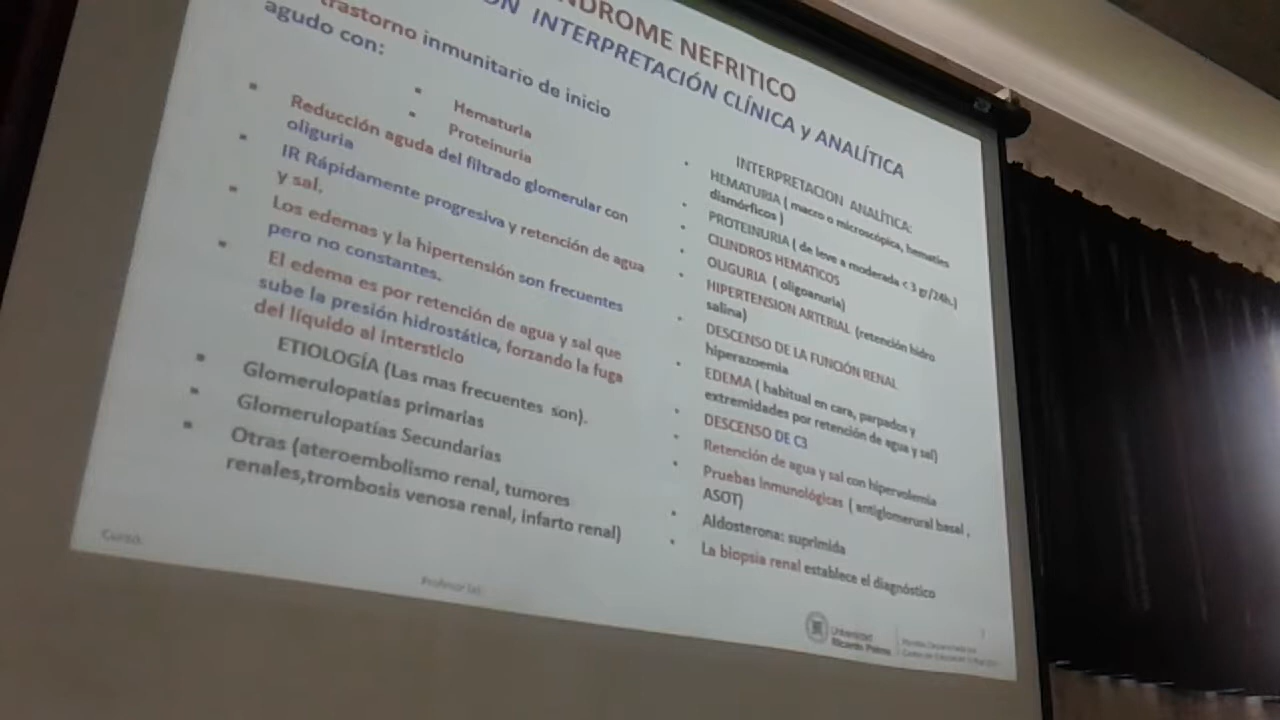 NDROME NEFRITICO
ON INTERPRETACIÓN CLÍNICA y ANALÍTICA
trastorno inmunitario de inicio
agudo con:
Hematuria
Proteinuria
Reducción aguda del filtrado glomerular con
oliguria
IR Rápidamente progresiva y retención de agua
y sal.
Los edemas y la hipertensión son frecuentes
pero no constantes.
El edema es por retención de agua y sal que
sube la presión hidrostática, forzando la fuga
del líquido al intersticio
ETIOLOGÍA (Las mas frecuentes son).
Glomerulopatías primarias
Glomerulopatías Secundarias
Otras (ateroembolismo renal, tumores
renales,trombosis venosa renal, infarto renal)
INTERPRETACION ANALÍTICA:
HEMATURIA ( macro o microscópica, hematíes
dismórficos )
PROTEINURIA ( de leve a moderada < 3 gr/24h.)
CILINDROS HEMATICOS
OLIGURIA ( oligoanuria)
HIPERTENSION ARTERIAL (retención hidro
salina)
DESCENSO DE LA FUNCIÓN RENAL
hiperazoemia
EDEMA ( habitual en cara, parpados y
extremidades por retención de agua y sal)
DESCENSO DE C3
Retención de agua y sal con hipervolemia
Pruebas inmunológicas ( antiglomerural basal ,
ASOT)
Aldosterona: suprimida
La biopsia renal establece el diagnóstico
Curso:
Profesor
Universidad
Ricardo Palma
7